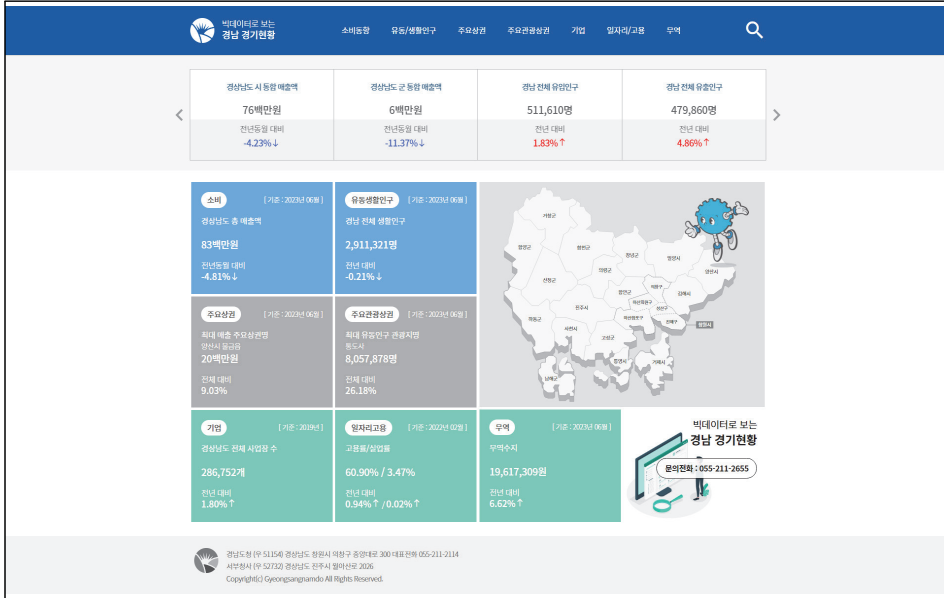 빅데이터로 보는
경남 경기현황
소비동향 유동/생활인구 주요상권 주요관광상권 기업 일자리/고용 무역
경상남도 시 통합 매출액
76백만원
전년동월 대비
-4.23%↓
경상남도 군 통합 매출액
6백만원
전년동월 대비
-11.37%↓
경남 전체 유입인구
511,610명
전년 대비
1.83%↑
경남 전체 유출인구
479,860명
전년 대비
4.86%↑
소비 [ 기준 : 2023년 06월 ]
경상남도 총 매출액
83백만원
전년동월 대비
-4.81%↓
유동생활인구 [ 기준 : 2023년 06월 ]
경남 전체 생활인구
2,911,321명
전년 대비
-0.21%↓
거창군
함양군
합천군
창녕군
밀양시
양산시
산청군
의령군
함안군
의창구
김해시
마산회원구
성산구
진주시
하동군
마산합포구
진해구
창원시
사천시
고성군
통영시
거제시
남해군
주요상권 [ 기준 : 2023년 06월 ]
최대 매출 주요상권명
양산시 물금읍
20백만원
전체 대비
9.03%
주요관광상권 [ 기준 : 2023년 06월 ]
최대 유동인구 관광지명
통도사
8,057,878명
전체 대비
26.18%
기업 [ 기준 : 2019년 ]
경상남도 전체 사업장 수
286,752개
전년 대비
1.80%↑
일자리고용 [ 기준 : 2022년 02월 ]
고용률/실업률
60.90% / 3.47%
전년 대비
0.94%↑ / 0.02%↑
무역 [ 기준 : 2023년 06월 ]
무역수지
19,617,309원
전년 대비
6.62%↑
빅데이터로 보는
경남 경기현황
문의전화 : 055-211-2655
경남도청 (우 51154) 경상남도 창원시 의창구 중앙대로 300 대표전화 055-211-2114
서부청사 (우 52732) 경상남도 진주시 월아산로 2026
Copyright(c) Gyeongsangnamdo All Rights Reserved.